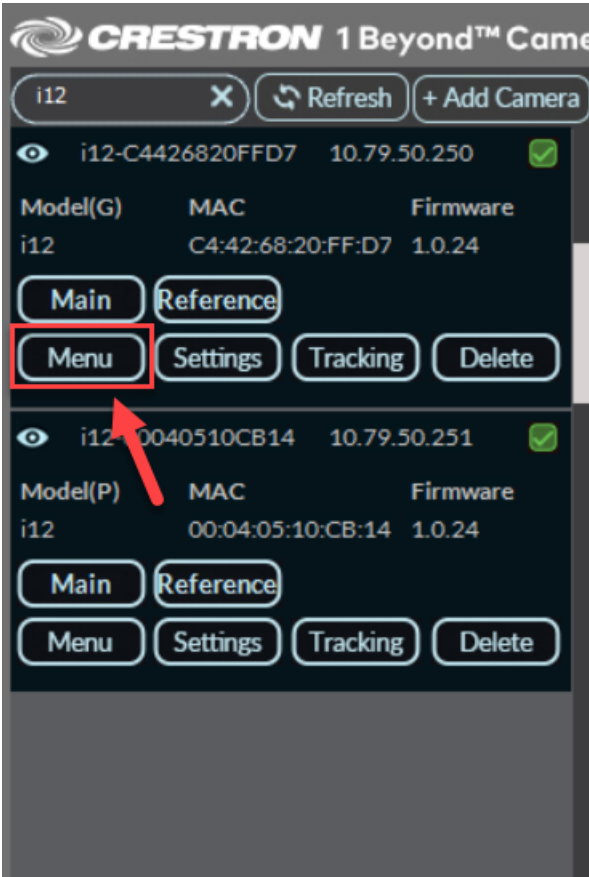 CRESTRON 1 Beyond™ Came
i12 X Refresh + Add Camera
i12-C4426820FFD7 10.79.50.250
Model(G) MAC Firmware
i12 C4:42:68:20:FF:D7 1.0.24
Main Reference
Menu Settings Tracking Delete
10.79.50.251
Model(P) MAC Firmware
i12 00:04:05:10:CB:14 1.0.24
Main Reference
Menu Settings Tracking Delete